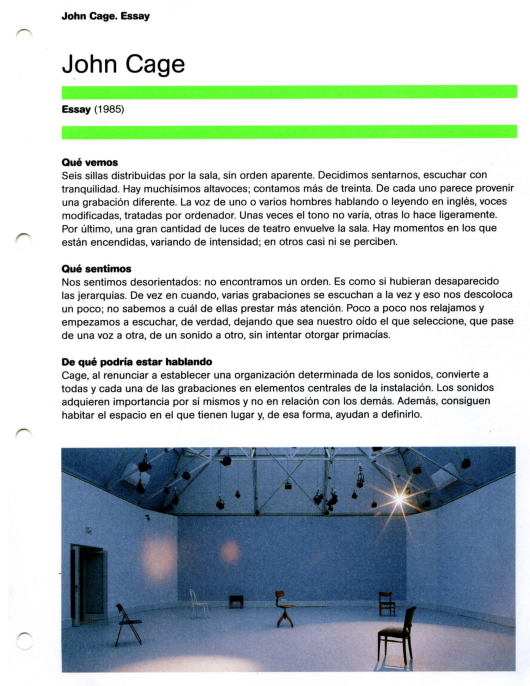 John Cage. Essay
John Cage
Essay (1985)
Qué vemos
Seis sillas distribuidas por la sala, sin orden aparente. Decidimos sentarnos, escuchar con
tranquilidad. Hay muchísimos altavoces; contamos más de treinta. De cada uno parece provenir
una grabación diferente. La voz de uno o varios hombres hablando o leyendo en inglés, voces
modificadas, tratadas por ordenador. Unas veces el tono no varía, otras lo hace ligeramente.
Por último, una gran cantidad de luces de teatro envuelve la sala. Hay momentos en los que
están encendidas, variando de intensidad; en otros casi ni se perciben.
Qué sentimos
Nos sentimos desorientados: no encontramos un orden. Es como si hubieran desaparecido
las jerarquías. De vez en cuando, varias grabaciones se escuchan a la vez y eso nos descoloca
un poco; no sabemos a cuál de ellas prestar más atención. Poco a poco nos relajamos y
empezamos a escuchar, de verdad, dejando que sea nuestro oído el que seleccione, que pase
de una voz a otra, de un sonido a otro, sin intentar otorgar primacías.
De qué podría estar hablando
Cage, al renunciar a establecer una organización determinada de los sonidos, convierte a
todas y cada una de las grabaciones en elementos centrales de la instalación. Los sonidos
adquieren importancia por sí mismos y no en relación con los demás. Además, consiguen
habitar el espacio en el que tienen lugar y, de esa forma, ayudan a definirlo.